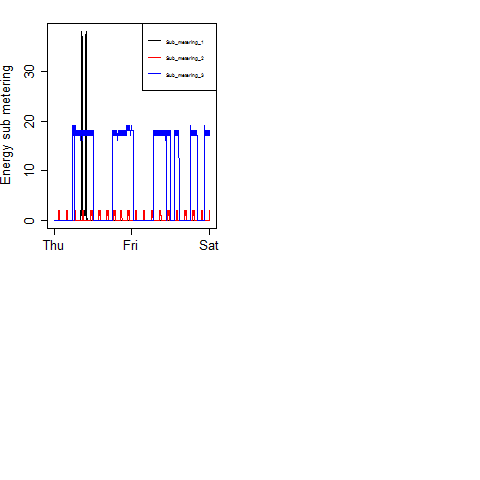 Sub_metering_1
Sub_metering_2
Sub_metering_3
Energy sub metering
30
20
10
0
Thu Fri Sat